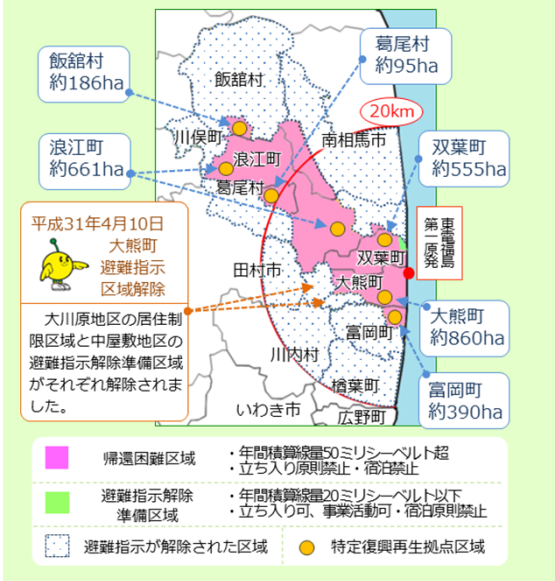 飯舘村
約186ha
葛尾村
約95ha
飯舘村
20km
川俣町
南相馬市
浪江町
約661ha
浪江町
双葉町
約555ha
葛尾村
平成31年4月10日
大熊町
避難指示
区域解除
大川原地区の居住制
限区域と中屋敷地区の
避難指示解除準備区域
がそれぞれ解除されま
した。
東電福島
第一原発
双葉町
田村市
大熊町
大熊町
約860ha
富岡町
川内村
楢葉町
富岡町
約390ha
いわき市
広野町
帰還困難区域
・年間積算線量50ミリシーベルト超
・立ち入り原則禁止・宿泊禁止
避難指示解除
準備区域
・年間積算線量20ミリシーベルト以下
・立ち入り可、事業活動可・宿泊原則禁止
避難指示が解除された区域
特定復興再生拠点区域